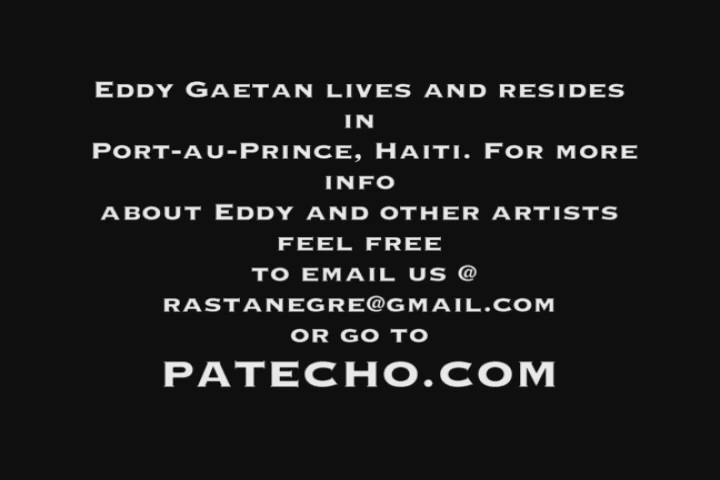 Eddy Gaetan lives and resides
in
Port-au-Prince, Haiti. For more
info
about Eddy and other artists
feel free
to email us @
rastanegre@gmail.com
or go to
PATECHO.COM